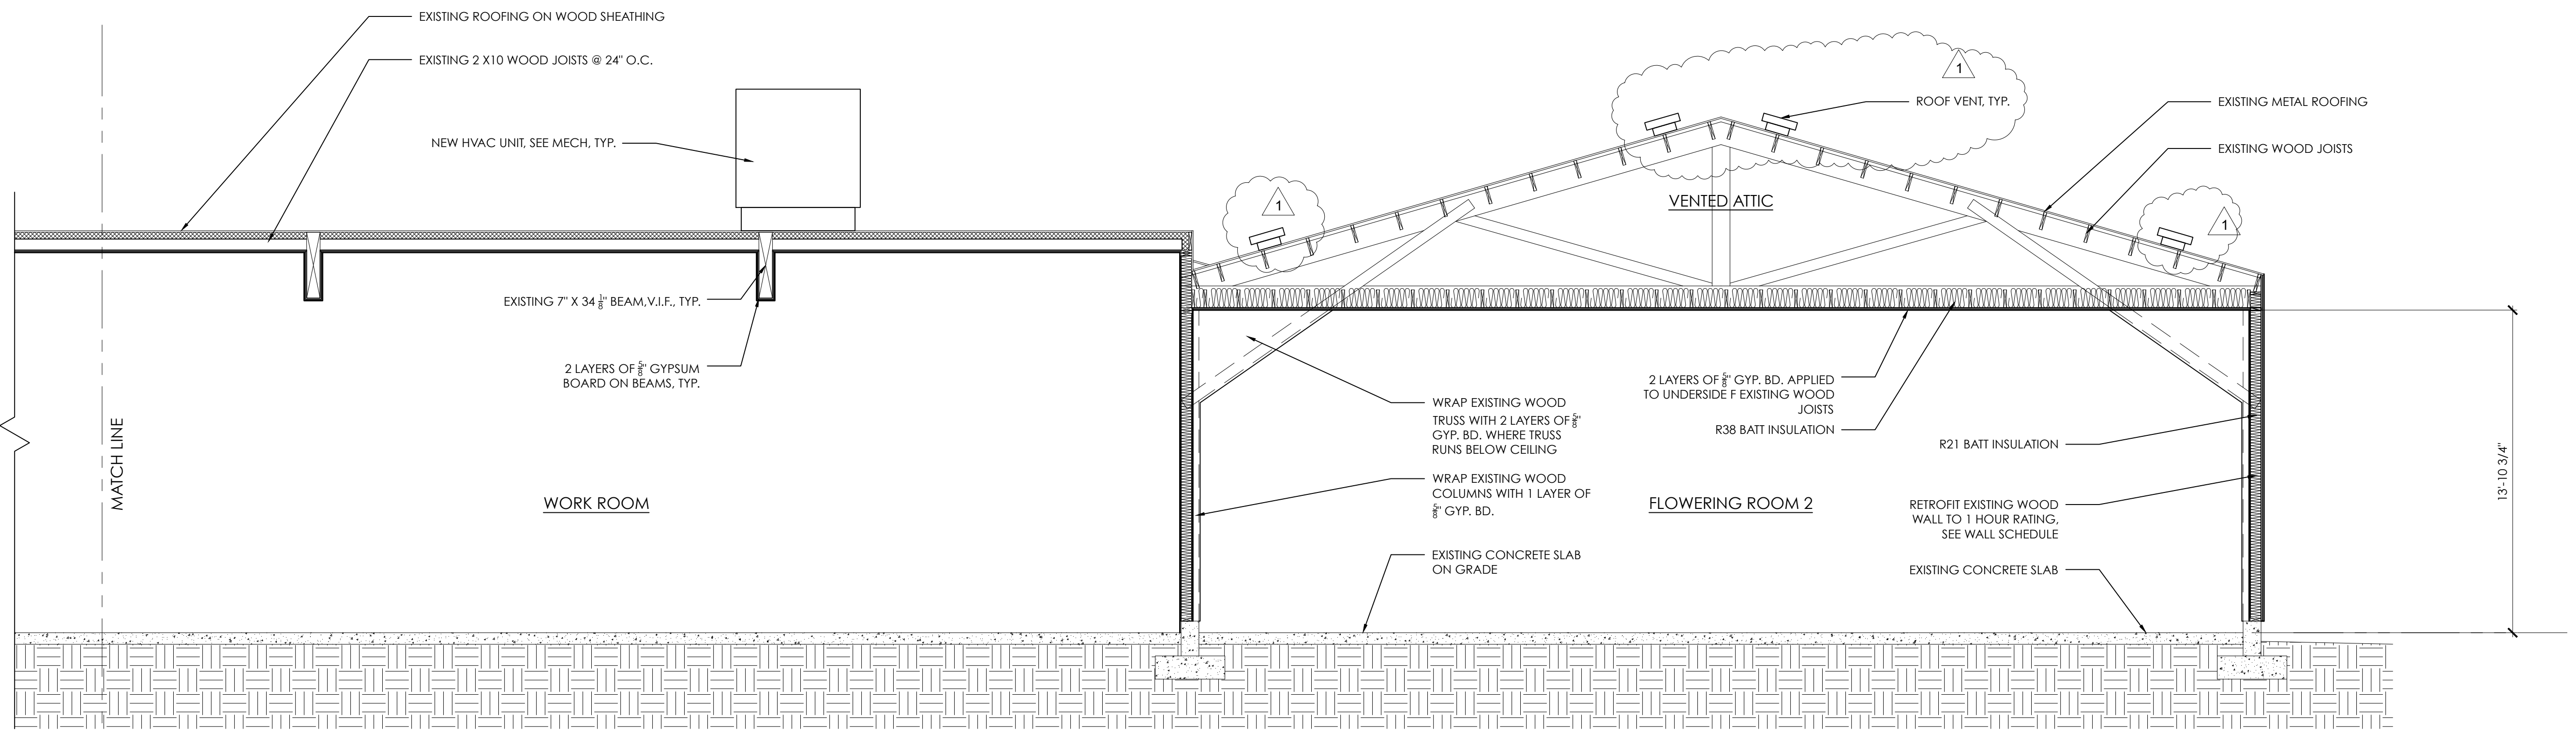 EXISTING ROOFING ON WOOD SHEATHING
EXISTING 2 X10 WOOD JOISTS @ 24" O.C.
NEW HVAC UNIT, SEE MECH, TYP.
EXISTING 7" X 34 1/8" BEAM,V.I.F., TYP.
2 LAYERS OF 5/8" GYPSUM
BOARD ON BEAMS, TYP.
MATCH LINE
WORK ROOM
1
ROOF VENT, TYP.
1
EXISTING METAL ROOFING
EXISTING WOOD JOISTS
VENTED ATTIC
1
WRAP EXISTING WOOD
TRUSS WITH 2 LAYERS OF 5/8"
GYP. BD. WHERE TRUSS
RUNS BELOW CEILING
WRAP EXISTING WOOD
COLUMNS WITH 1 LAYER OF
5/8" GYP. BD.
EXISTING CONCRETE SLAB
ON GRADE
2 LAYERS OF 5/8" GYP. BD. APPLIED
TO UNDERSIDE F EXISTING WOOD
JOISTS
R38 BATT INSULATION
FLOWERING ROOM 2
R21 BATT INSULATION
RETROFIT EXISTING WOOD
WALL TO 1 HOUR RATING,
SEE WALL SCHEDULE
EXISTING CONCRETE SLAB
13'-10 3/4"